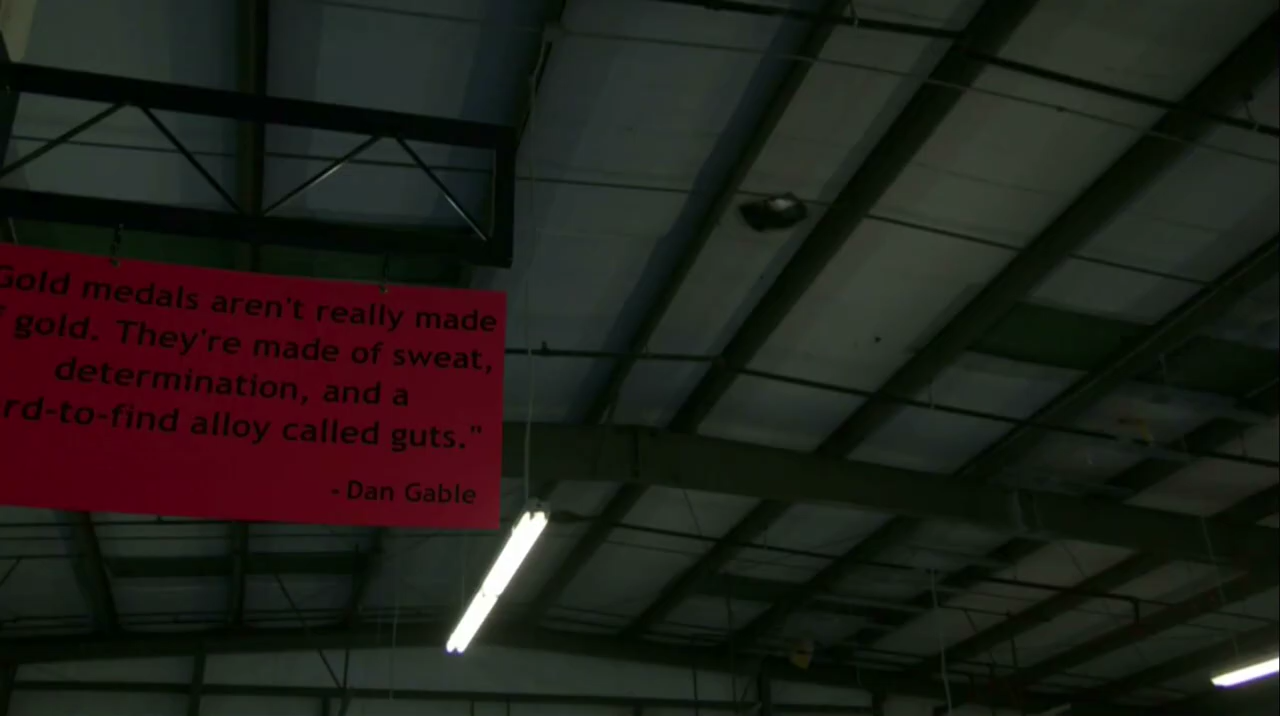 Gold medals aren't really made
gold. They're made of sweat,
determination, and a
rd-to-find alloy called guts."
- Dan Gable